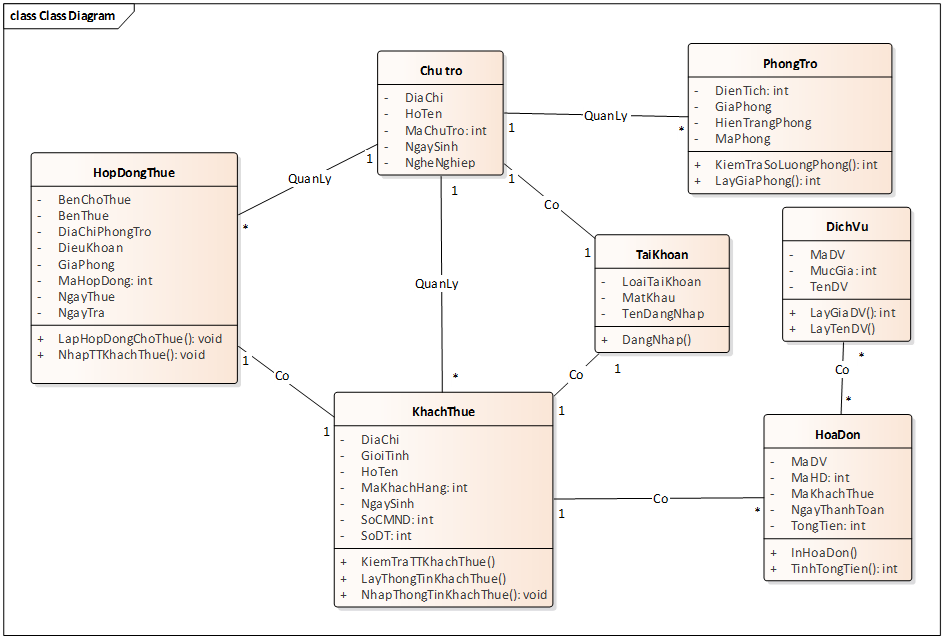 class Class Diagram
Chu tro
- DiaChi
- HoTen
- MaChuTro: int
- NgaySinh
- NgheNghiep
PhongTro
- DienTich: int
- GiaPhong
- HienTrangPhong
- MaPhong
+ KiemTraSoLuongPhong(): int
+ LayGiaPhong(): int
QuanLy
1
*
HopDongThue
- BenChoThue
- BenThue
- DiaChiPhongTro
- DieuKhoan
- GiaPhong
- MaHopDong: int
- NgayThue
- NgayTra
+ LapHopDongChoThue(): void
+ NhapTTKhachThue(): void
QuanLy
1
*
QuanLy
1
*
Co
1
1
TaiKhoan
- LoaiTaiKhoan
- MatKhau
- TenDangNhap
+ DangNhap()
DichVu
- MaDV
- MucGia: int
- TenDV
+ LayGiaDV(): int
+ LayTenDV()
Co
1
1
Co
1
1
Co
*
*
KhachThue
- DiaChi
- GioiTinh
- HoTen
- MaKhachHang: int
- NgaySinh
- SoCMND: int
- SoDT: int
+ KiemTraTTKhachThue()
+ LayThongTinKhachThue()
+ NhapThongTinKhachThue(): void
Co
1
*
HoaDon
- MaDV
- MaHD: int
- MaKhachThue
- NgayThanhToan
- TongTien: int
+ InHoaDon()
+ TinhTongTien(): int